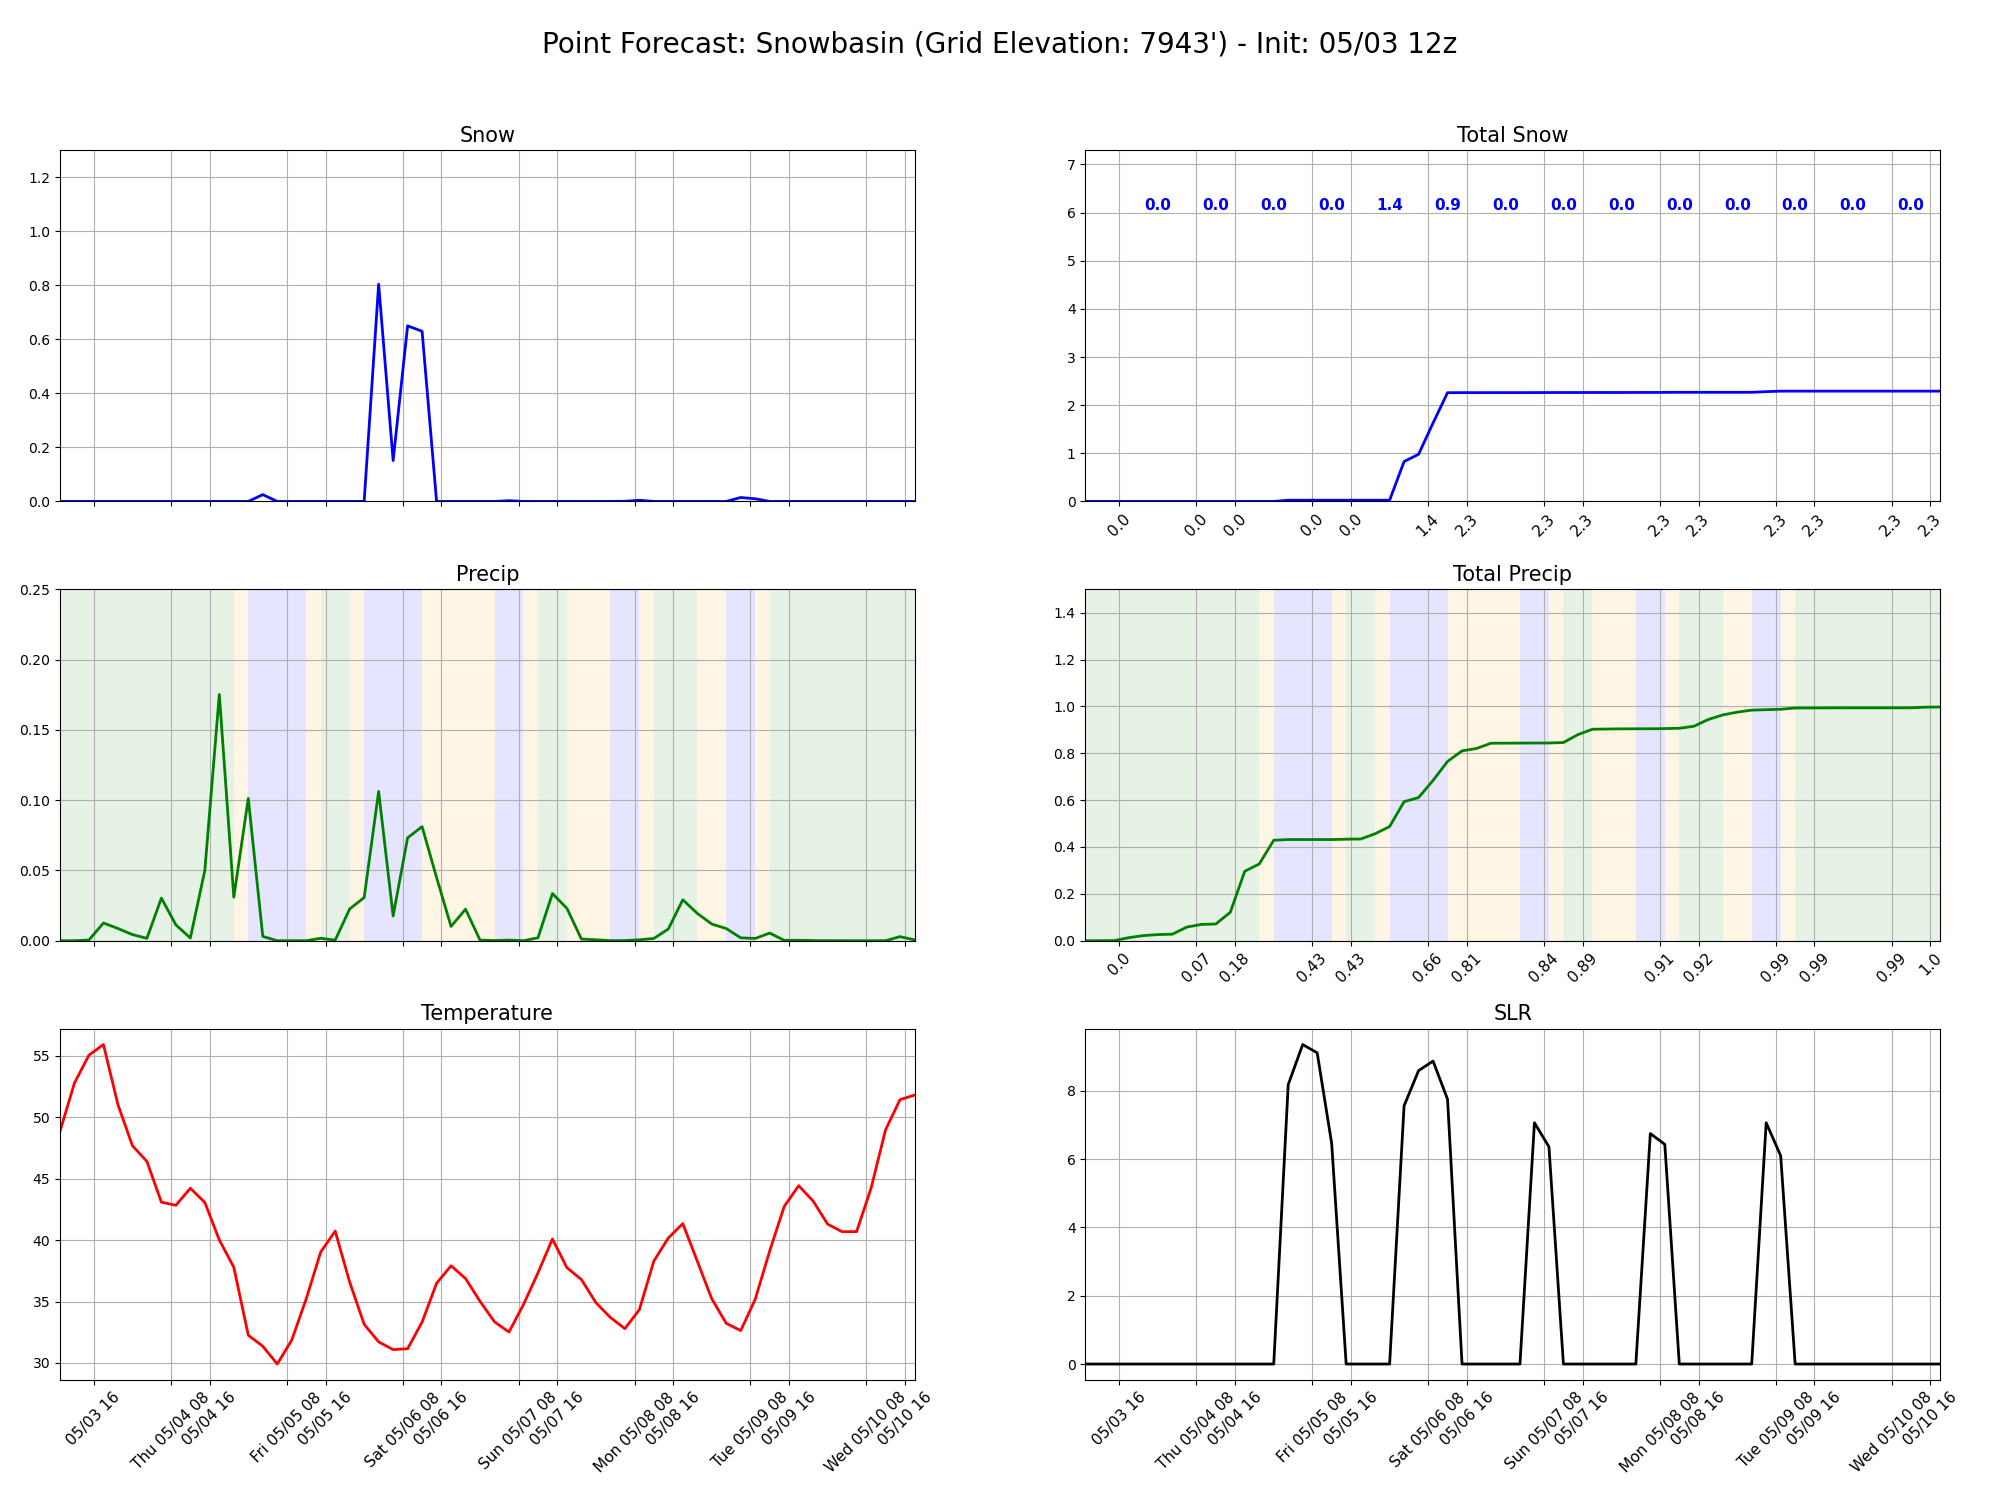 Point Forecast: Snowbasin (Grid Elevation: 7943') - Init: 05/03 12z
Snow
1.2
1.0
0.8
0.6
0.4
0.2
0.0
Total Snow
7
6
5
4
3
2
1
0
0.0 0.0 0.0 0.0 1.4 0.9 0.0 0.0 0.0 0.0 0.0 0.0 0.0 0.0
0.0 0.0 0.0 0.0 0.0 1.4 2.3 2.3 2.3 2.3 2.3 2.3 2.3 2.3 2.3
Precip
0.25
0.20
0.15
0.10
0.05
0.00
Total Precip
1.4
1.2
1.0
0.8
0.6
0.4
0.2
0.0
0.0 0.07 0.18 0.43 0.43 0.66 0.81 0.84 0.89 0.91 0.92 0.99 0.99 0.99 1.0
Temperature
55
50
45
40
35
30
05/03 16
Thu 05/04 08
05/04 16
Fri 05/05 08
05/05 16
Sat 05/06 08
05/06 16
Sun 05/07 08
05/07 16
Mon 05/08 08
05/08 16
Tue 05/09 08
05/09 16
Wed 05/10 08
05/10 16
SLR
8
6
4
2
0
05/03 16
Thu 05/04 08
05/04 16
Fri 05/05 08
05/05 16
Sat 05/06 08
05/06 16
Sun 05/07 08
05/07 16
Mon 05/08 08
05/08 16
Tue 05/09 08
05/09 16
Wed 05/10 08
05/10 16